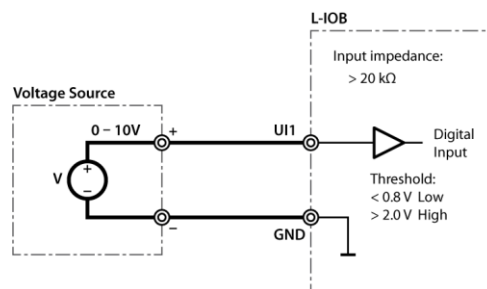 L-IOB
Input impedance:
> 20 kΩ
Voltage Source
0 – 10V
+
UI1
Digital
Input
V
+
–
Threshold:
< 0.8 V Low
> 2.0 V High
–
GND